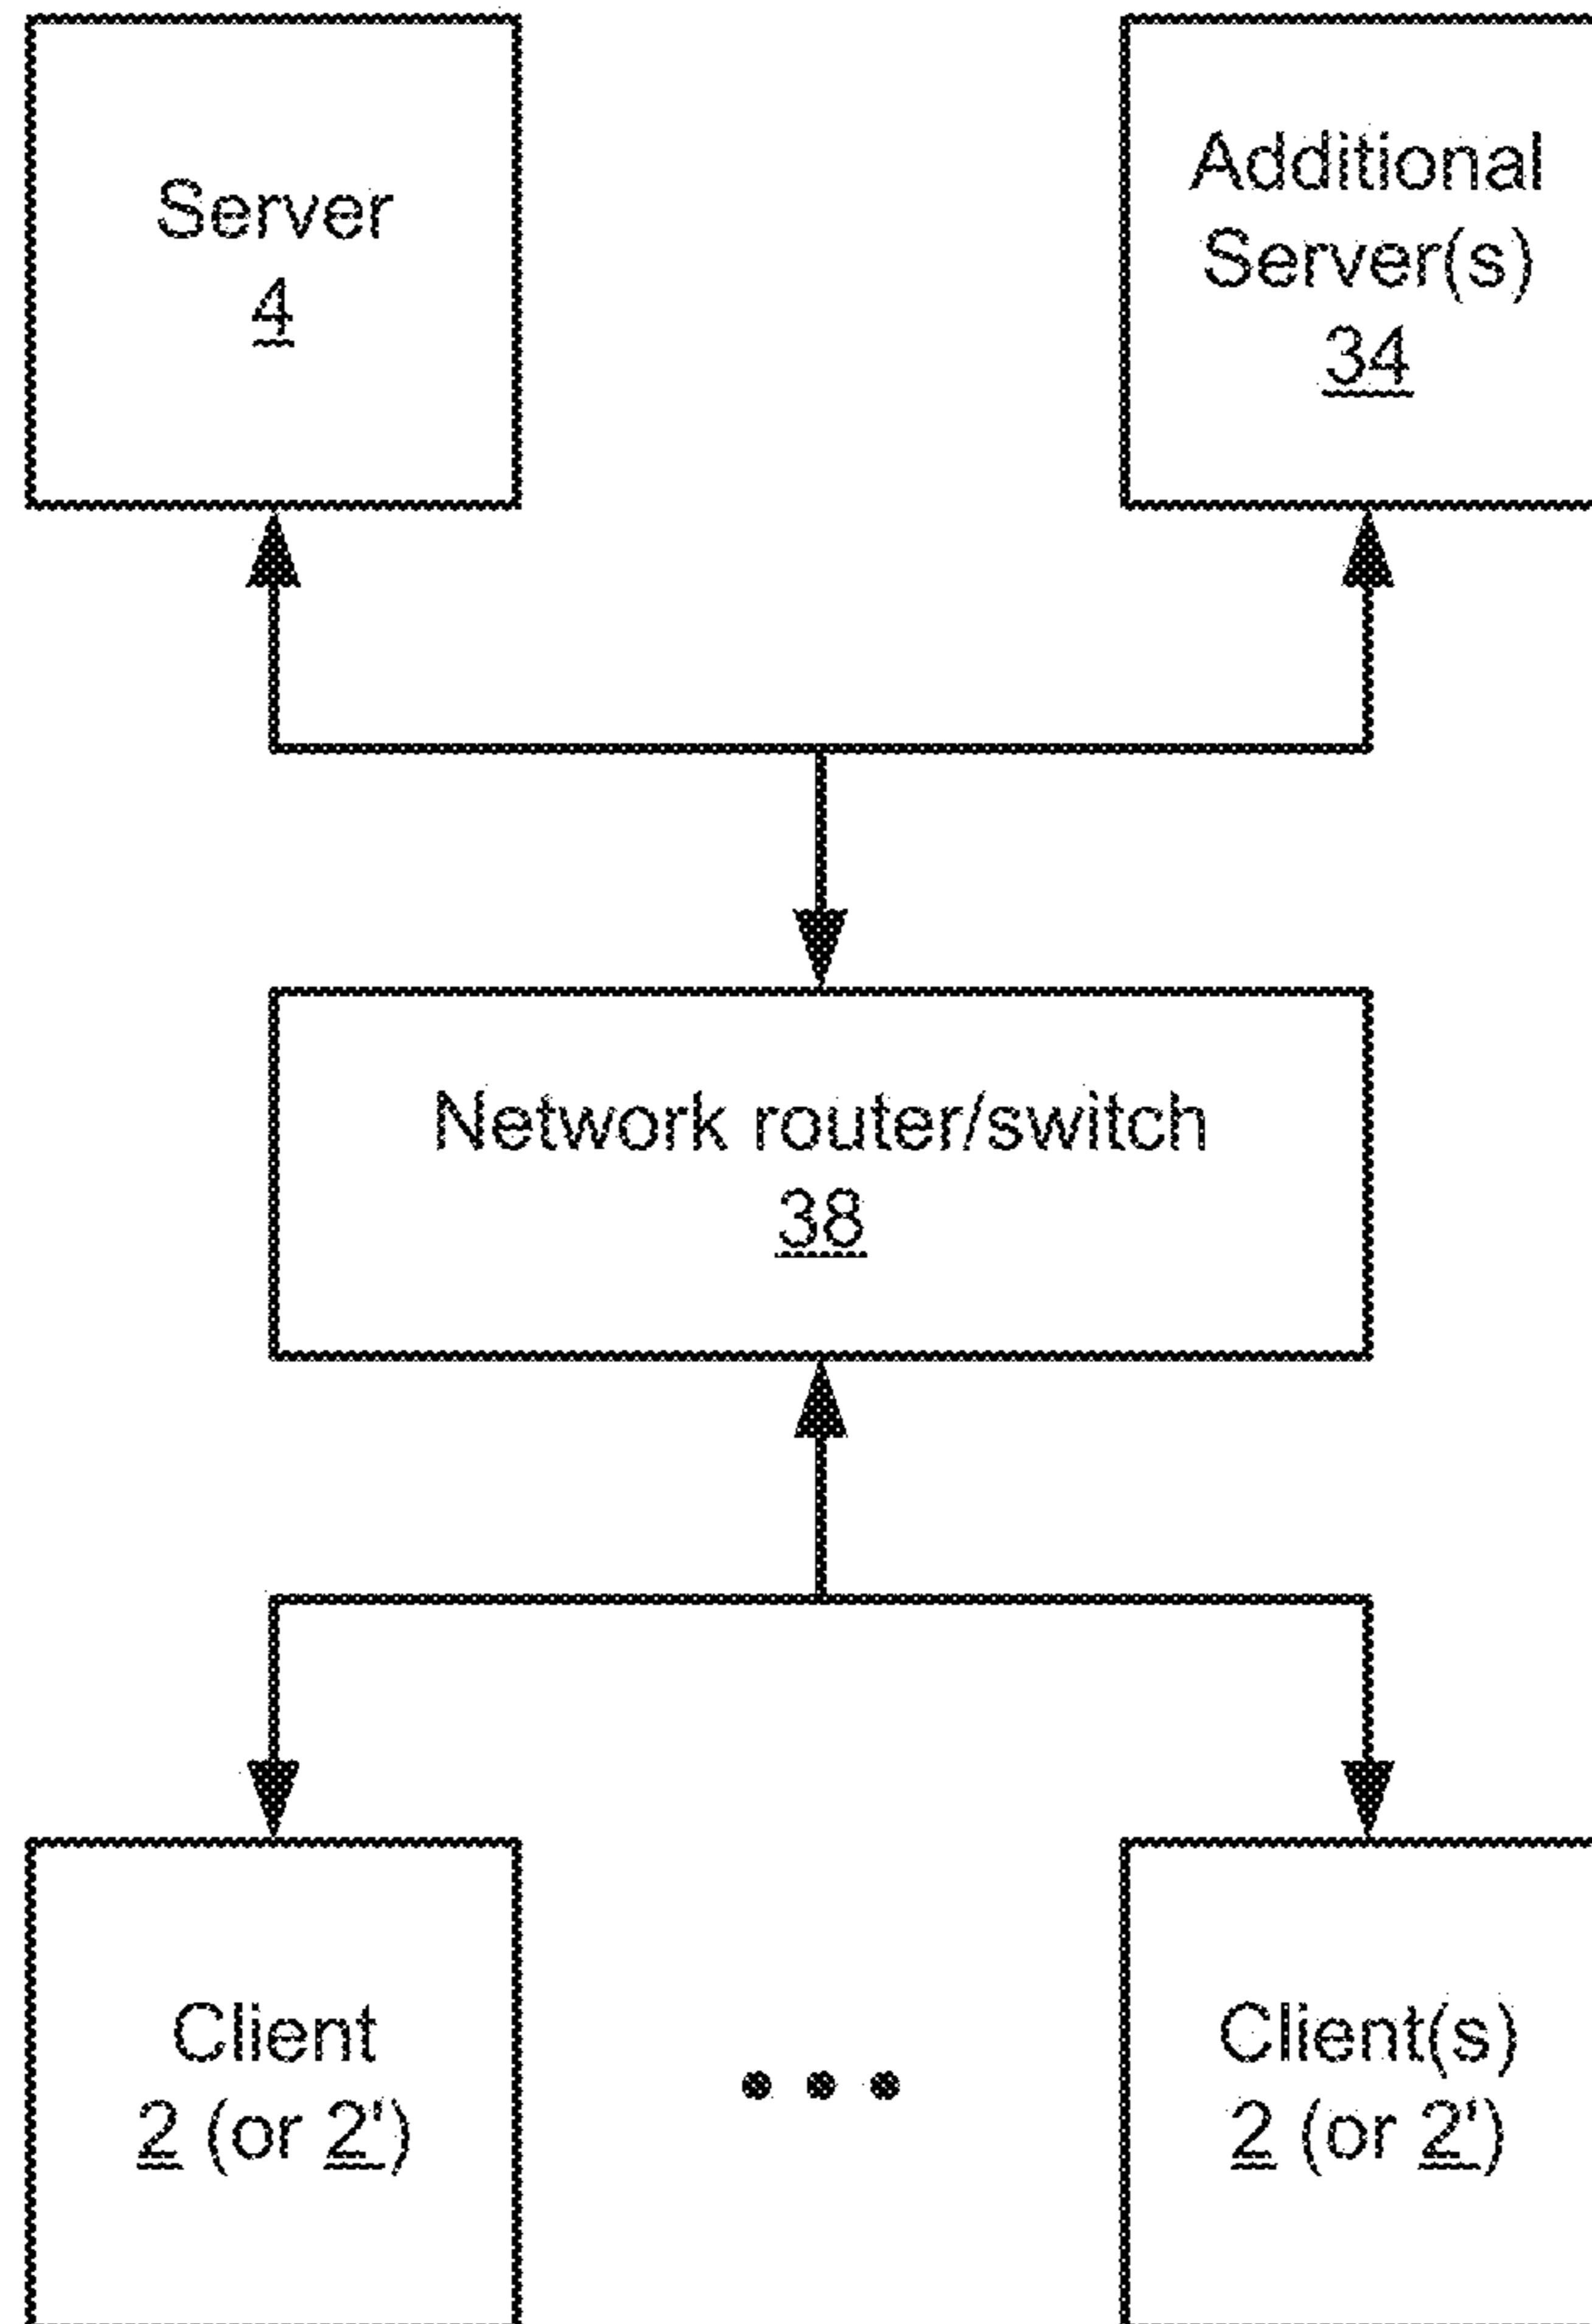 Server
4
Additional
Server(s)
34
Network router/switch
38
Client
2 (or 2')
Client(s)
2 (or 2')